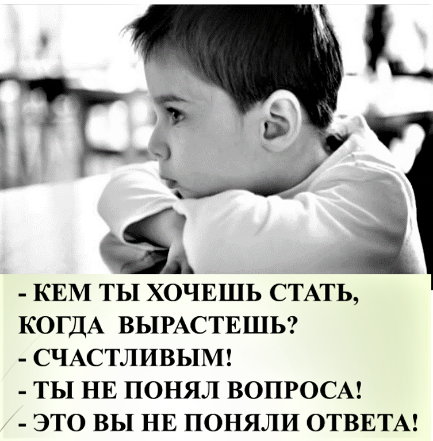 - КЕМ ТЫ ХОЧЕШЬ СТАТЬ,
КОГДА ВЫРАСТЕШЬ?
- СЧАСТЛИВЫМ!
- ТЫ НЕ ПОНЯЛ ВОПРОСА!
- ЭТО ВЫ НЕ ПОНЯЛИ ОТВЕТА!